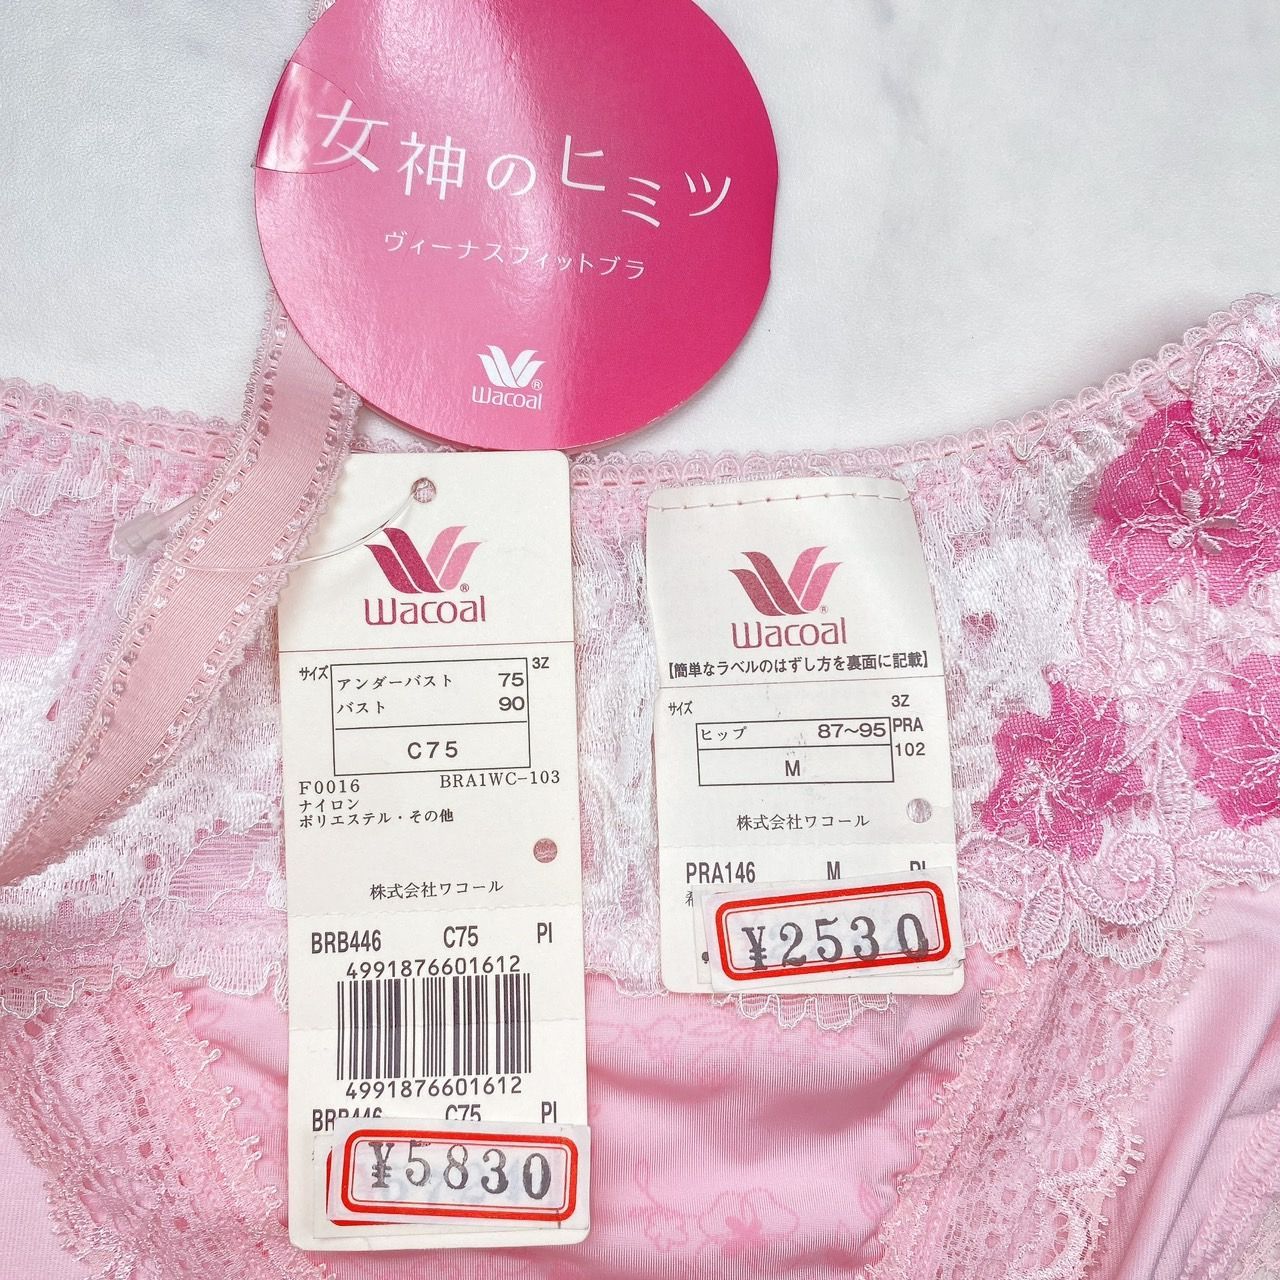 女神のヒミツ
ヴィーナスフィットブラ
Wacoal
Wacoal
サイズ
アンダーバスト 75
バスト 90
C75
3Z
F0016 BRA1WC-103
ナイロン
ポリエステル・その他
株式会社ワコール
BRB446 C75 PI
4991876601612
4991876601612
BRB446 C75 PI
¥5830
Wacoal
【簡単なラベルのはずし方を裏面に記載】
サイズ
3Z
ヒップ 87〜95
PRA
M
102
株式会社ワコール
PRA146 M PI
¥2530